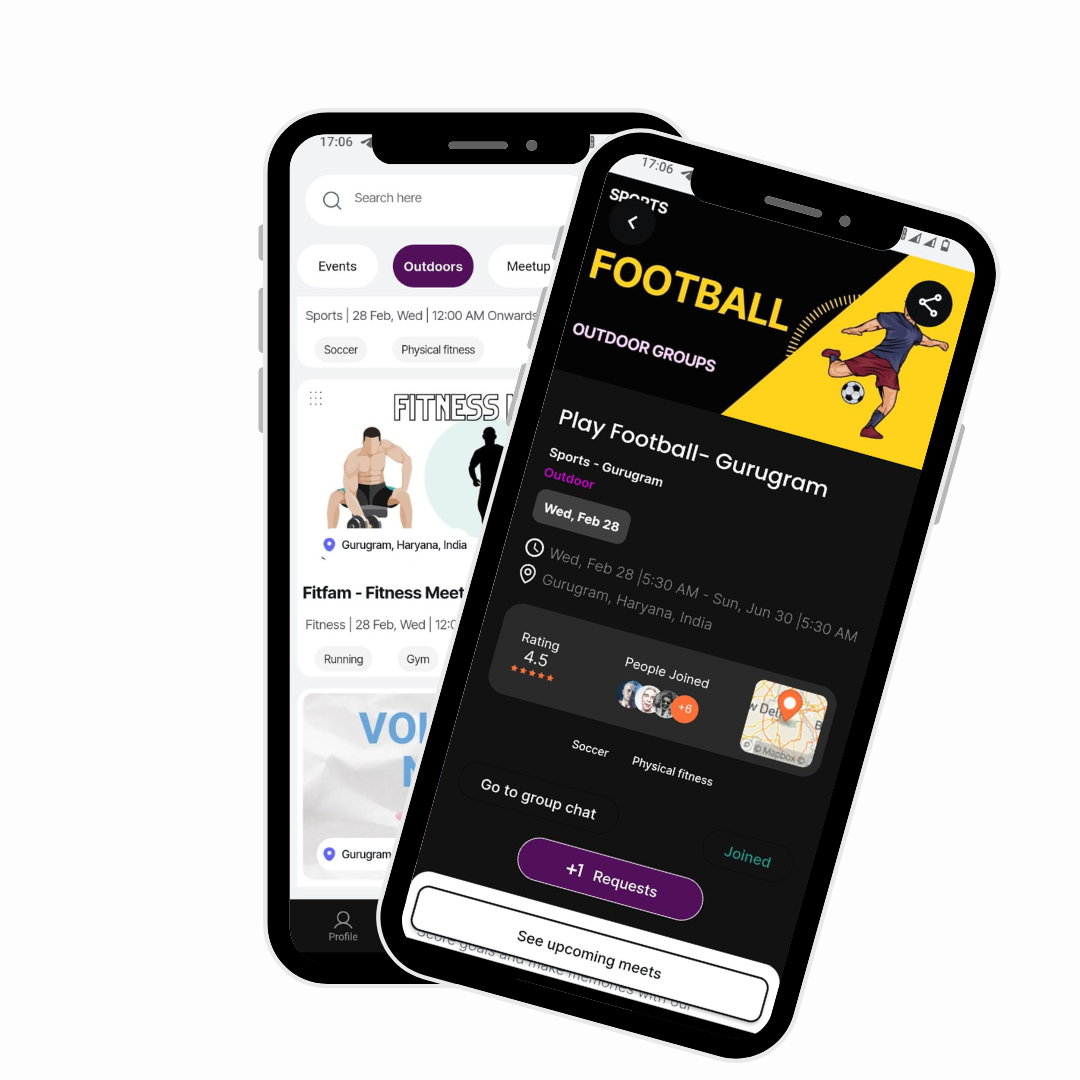 17:06
Search here
Events
Outdoors
Meetup
Sports | 28 Feb, Wed | 12:00 AM Onwards
Soccer
Physical fitness
FITNESS
Gurugram, Haryana, India
Fitfam - Fitness Meet
Fitness | 28 Feb, Wed | 12:0
Running
Gym
VOL
Gurugram
Profile
17:06
SPORTS
FOOTBALL
OUTDOOR GROUPS
Play Football- Gurugram
Sports - Gurugram
Outdoor
Wed, Feb 28
Wed, Feb 28 |5:30 AM - Sun, Jun 30 |5:30 AM
Gurugram, Haryana, India
Rating
4.5
People Joined
+6
w Del
© Mapbox ©
Soccer
Physical fitness
Go to group chat
Joined
+1 Requests
See upcoming meets
Score goals and make memories with our